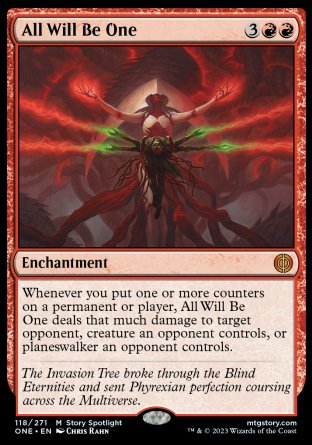 All Will Be One 3
Enchantment
Whenever you put one or more counters
on a permanent or player, All Will Be
One deals that much damage to target
opponent, creature an opponent controls, or
planeswalker an opponent controls.
The Invasion Tree broke through the Blind
Eternities and sent Phyrexian perfection coursing
across the Multiverse.
118/271 M Story Spotlight
ONE • EN Chris Rahn
mtgstory.com
™ & © 2023 Wizards of the Coast